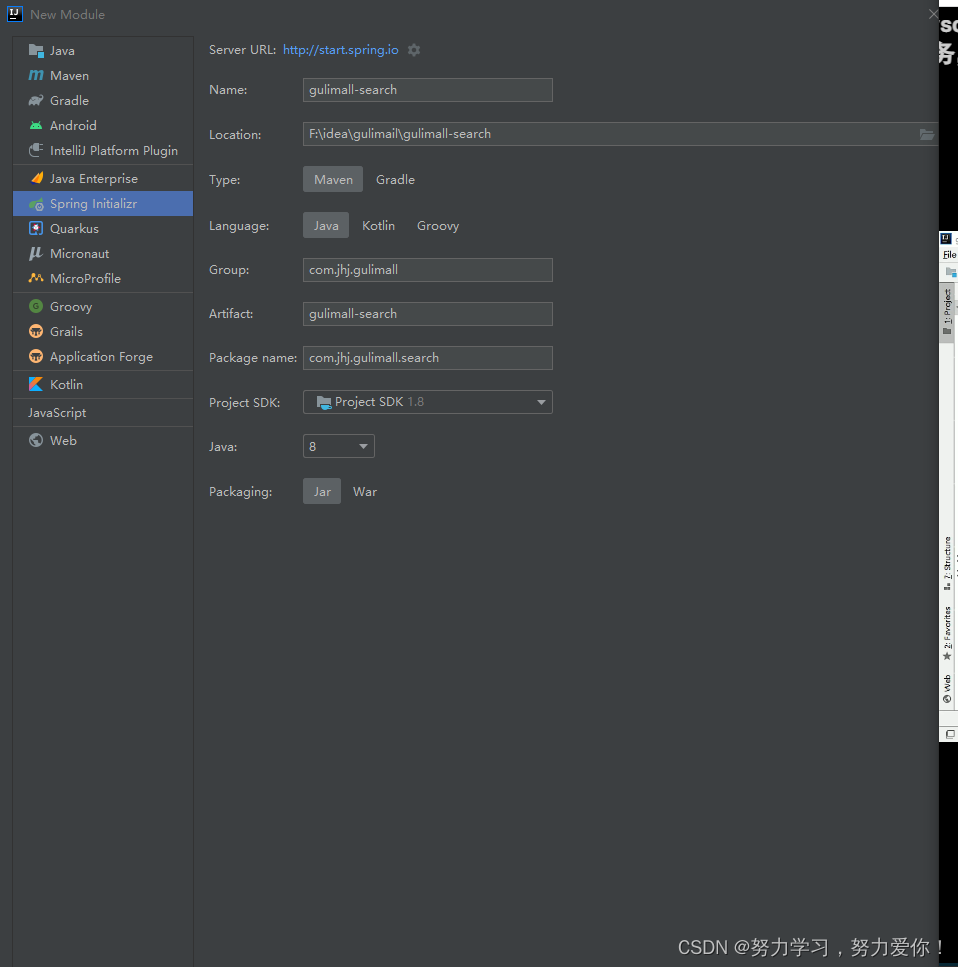 New Module
Java
Maven
Gradle
Android
IntelliJ Platform Plugin
Java Enterprise
Spring Initializr
Quarkus
Micronaut
MicroProfile
Groovy
Grails
Application Forge
Kotlin
JavaScript
Web
Server URL: http://start.spring.io
Name: gulimall-search
Location: F:\idea\gulimail\gulimall-search
Type: Maven Gradle
Language: Java Kotlin Groovy
Group: com.jhj.gulimall
Artifact: gulimall-search
Package name: com.jhj.gulimall.search
Project SDK: Project SDK 1.8
Java: 8
Packaging: Jar War
务
File
1: Project
7: Structure
2: Favorites
Web
CSDN @努力学习，努力爱你！